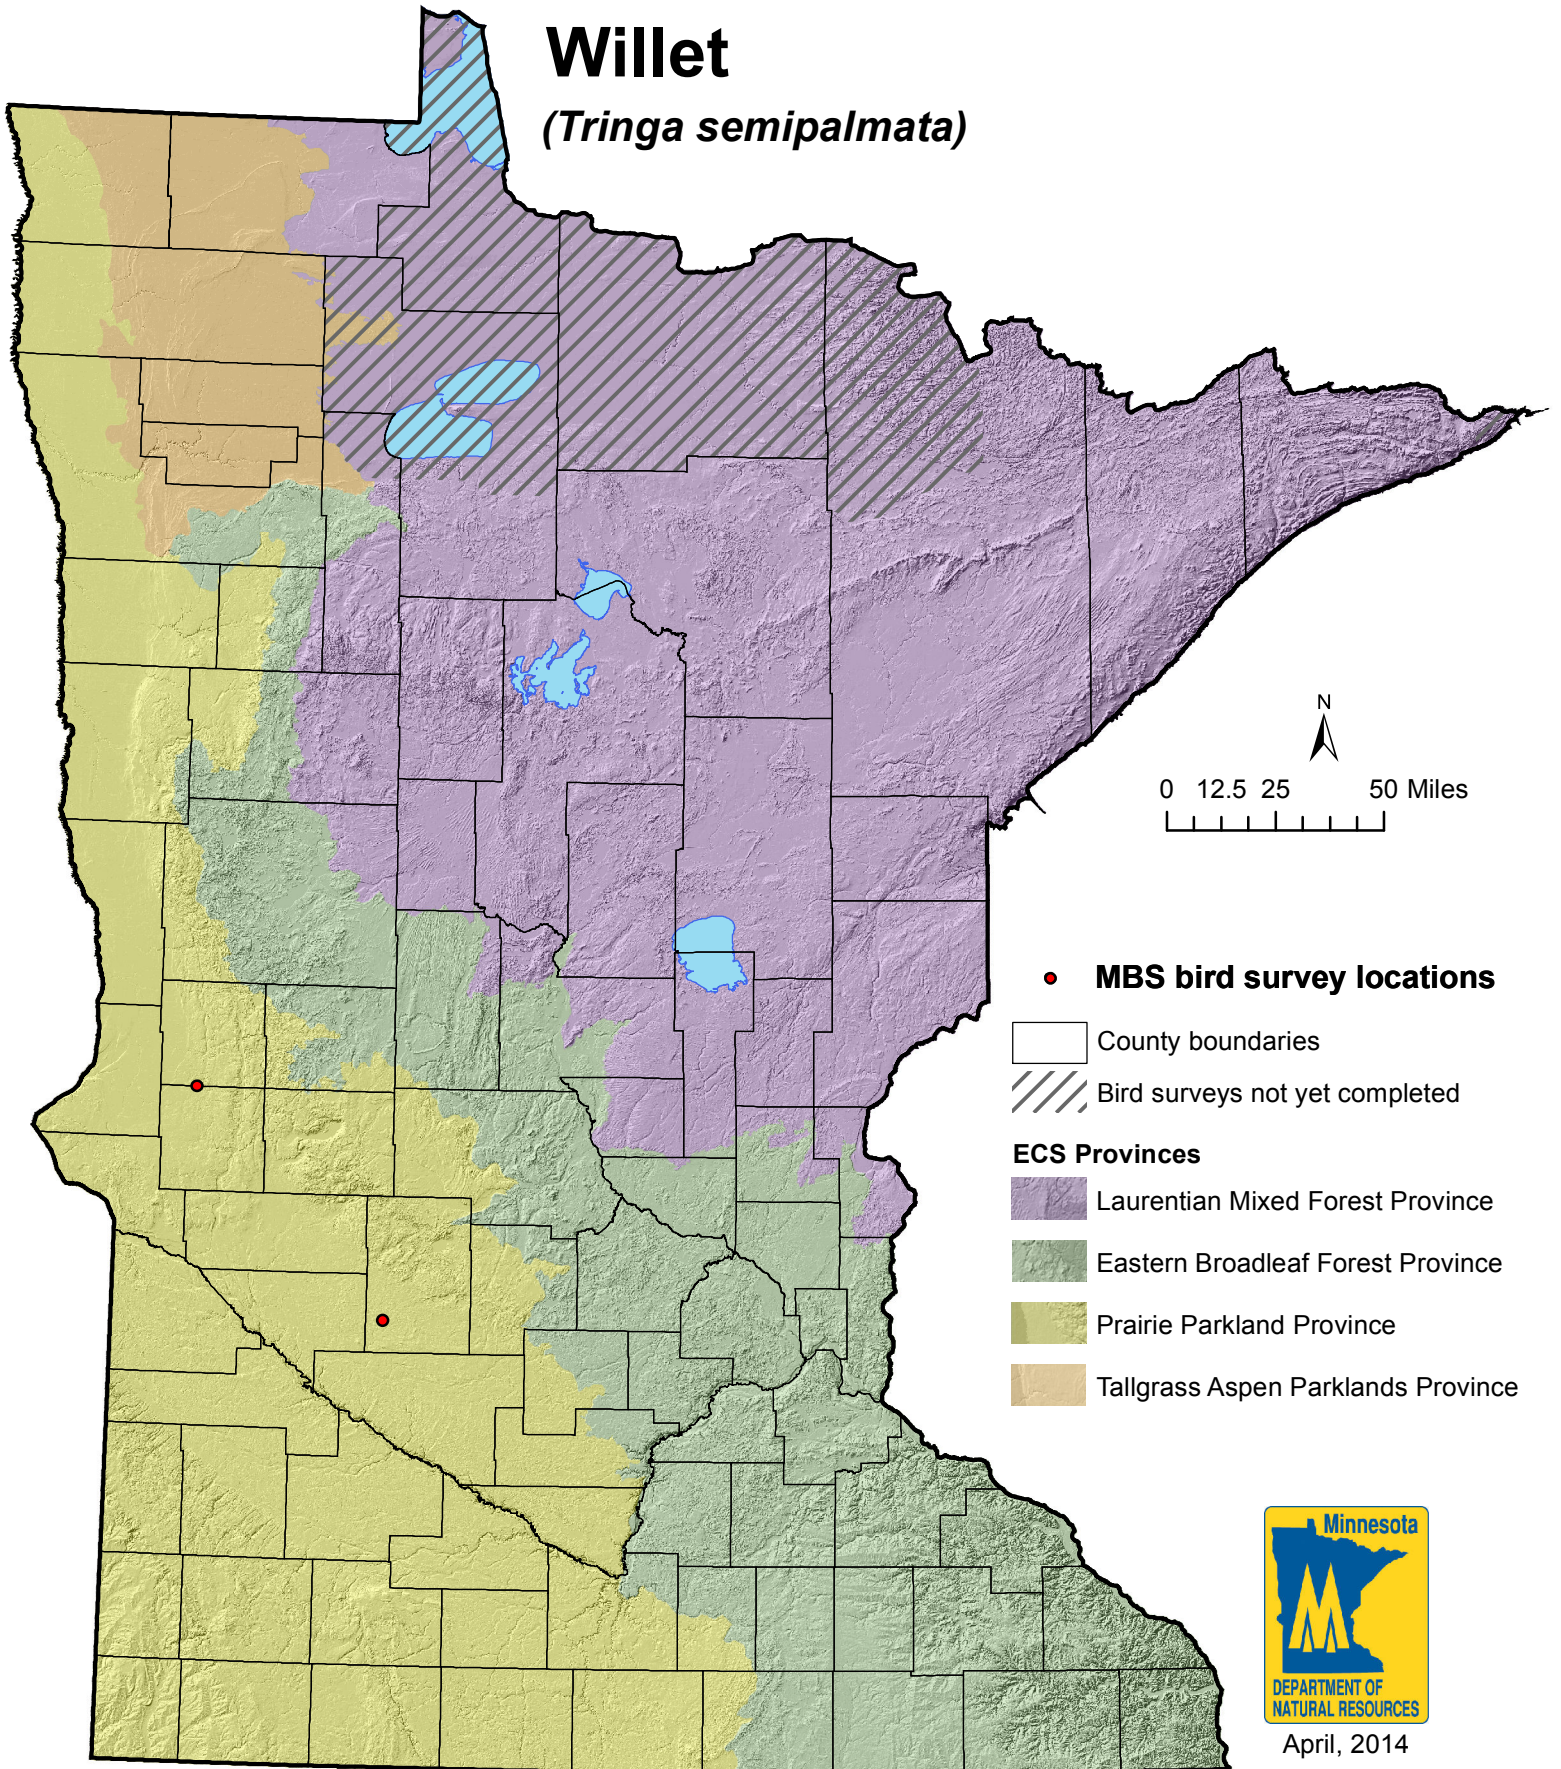 Willet
(Tringa semipalmata)
N
0 12.5 25 50 Miles
MBS bird survey locations
County boundaries
Bird surveys not yet completed
ECS Provinces
Laurentian Mixed Forest Province
Eastern Broadleaf Forest Province
Prairie Parkland Province
Tallgrass Aspen Parklands Province
Minnesota
DEPARTMENT OF
NATURAL RESOURCES
April, 2014